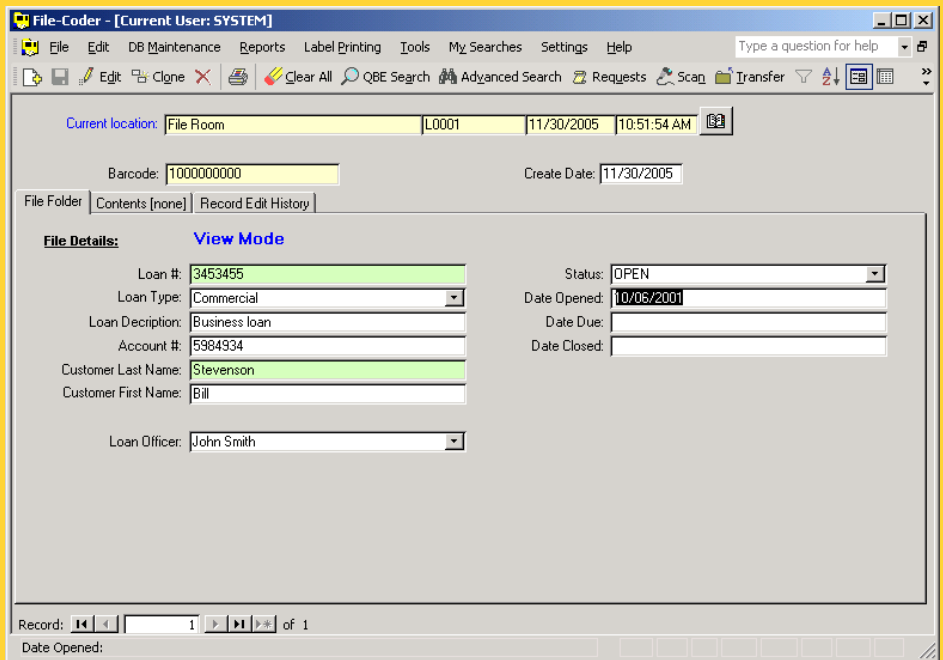 File-Coder - [Current User: SYSTEM]
File Edit DB Maintenance Reports Label Printing Tools My Searches Settings Help Type a question for help
Edit Clone Clear All QBE Search Advanced Search Requests Scan Transfer
Current location: File Room L0001 11/30/2005 10:51:54 AM
Barcode: 1000000000 Create Date: 11/30/2005
File Folder Contents [none] Record Edit History
File Details: View Mode
Loan #: 3453455 Status: OPEN
Loan Type: Commercial Date Opened: 10/06/2001
Loan Decription: Business loan Date Due:
Account #: 5984934 Date Closed:
Customer Last Name: Stevenson
Customer First Name: Bill
Loan Officer: John Smith
Record: 1 of 1
Date Opened: